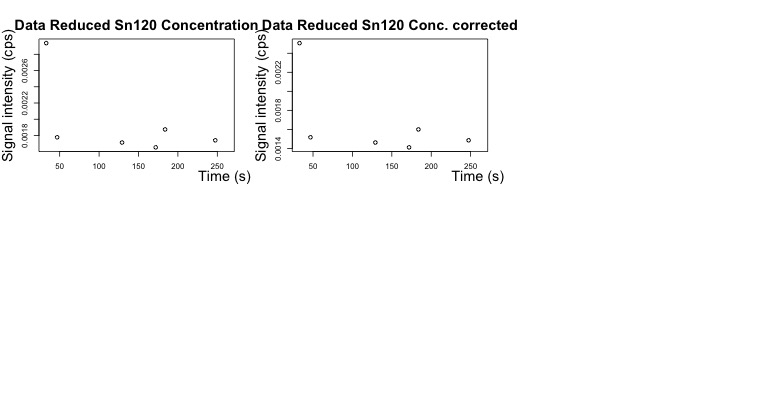 Data Reduced Sn120 Concentration
Signal intensity (cps)
0.0018
0.0022
0.0026
50 100 150 200 250
Time (s)
Data Reduced Sn120 Conc. corrected
Signal intensity (cps)
0.0014
0.0018
0.0022
50 100 150 200 250
Time (s)